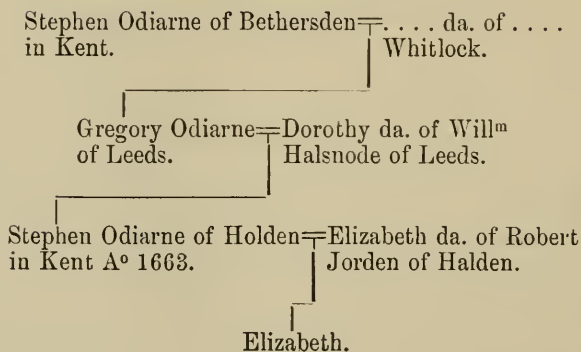 Stephen Odiarne of Bethersden=. . . . da. of . . . .
in Kent. Whitlock.
Gregory Odiarne=Dorothy da. of Willᵐ
of Leeds. Halsnode of Leeds.
Stephen Odiarne of Holden=Elizabeth da. of Robert
in Kent Aº 1663. Jorden of Halden.
Elizabeth.